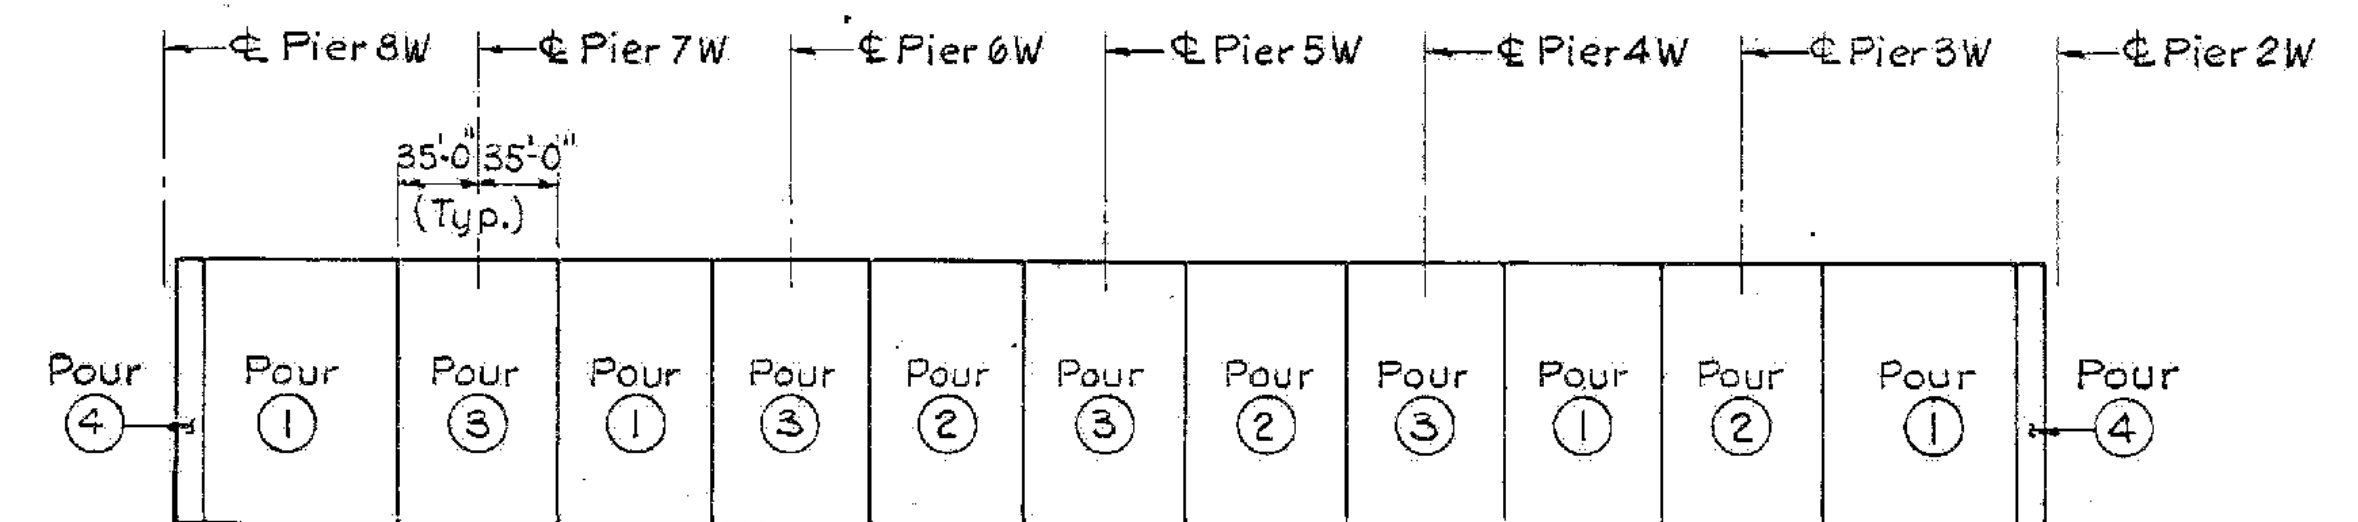 ℄ Pier 8W ℄ Pier 7W ℄ Pier 6W ℄ Pier 5W ℄ Pier 4W ℄ Pier 3W ℄ Pier 2W
35'-0" 35'-0"
(Typ.)
Pour Pour Pour Pour Pour Pour Pour Pour Pour Pour Pour Pour Pour
4 1 3 1 3 2 3 2 3 1 2 1 4